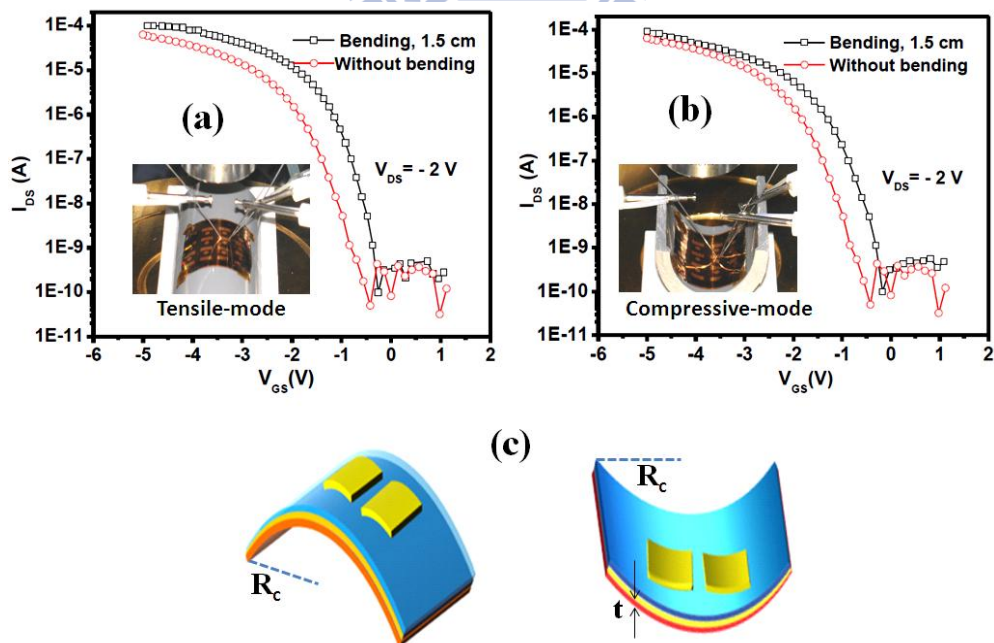 1E-4
1E-5
1E-6
1E-7
1E-8
1E-9
1E-10
1E-11
I_DS (A)
Bending, 1.5 cm
Without bending
(a)
V_DS= - 2 V
Tensile-mode
-6 -5 -4 -3 -2 -1 0 1 2
V_GS(V)
1E-4
1E-5
1E-6
1E-7
1E-8
1E-9
1E-10
1E-11
I_DS (A)
Bending, 1.5 cm
Without bending
(b)
V_DS= - 2 V
Compressive-mode
-6 -5 -4 -3 -2 -1 0 1 2
V_GS(V)
(c)
R_c
R_c
t